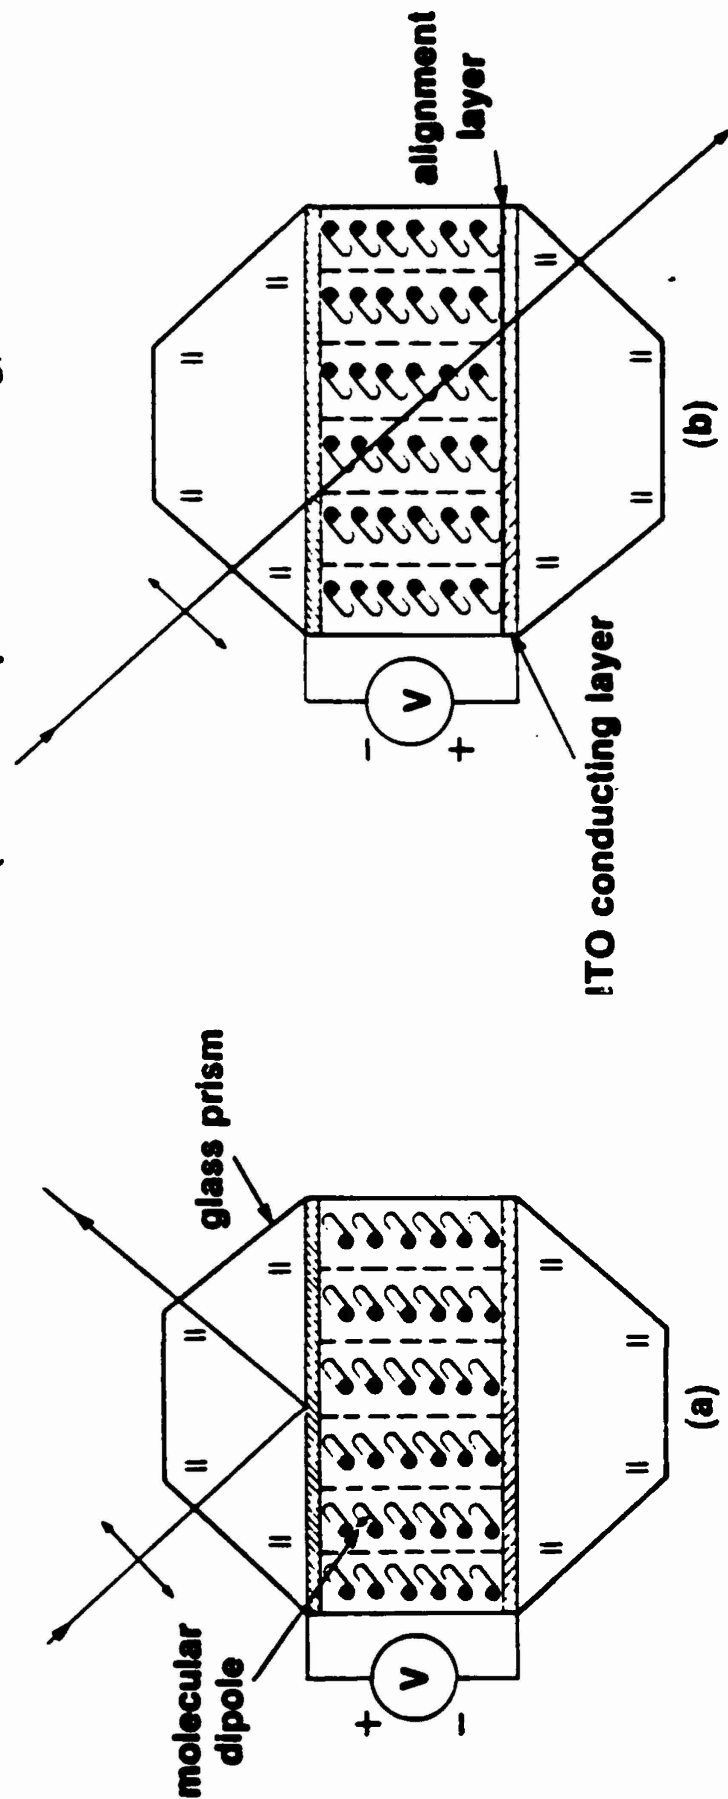 glass prism
molecular
dipole
+
V
−
(a)
alignment
layer
−
V
+
ITO conducting layer
(b)